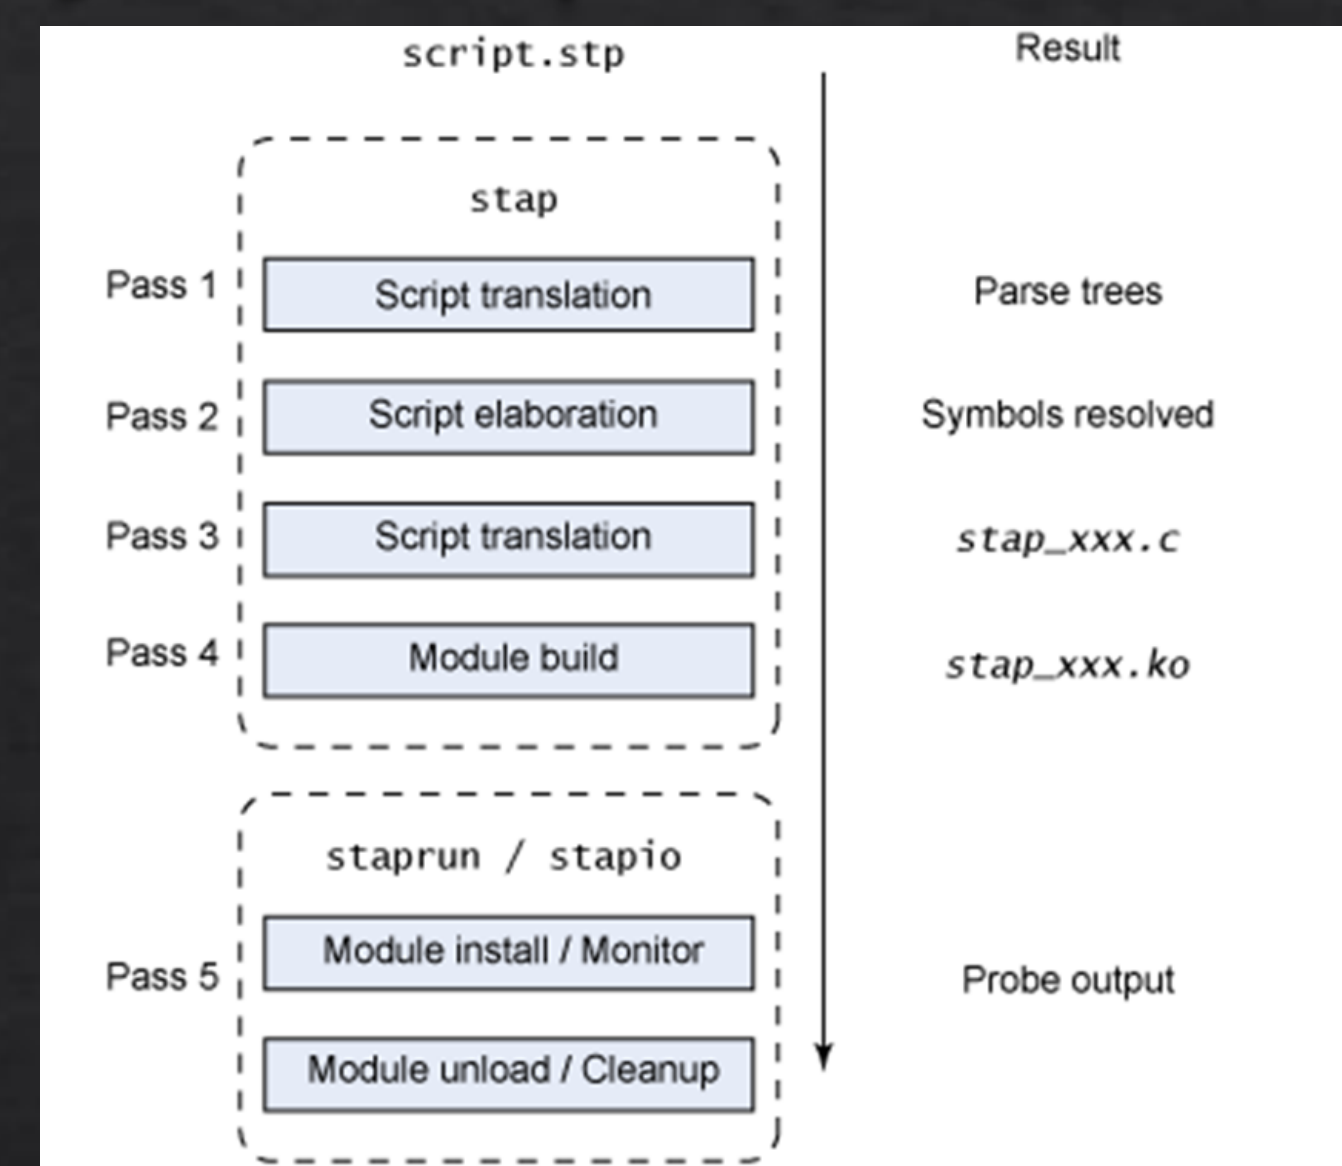 script.stp
Result
stap
Pass 1
Script translation
Parse trees
Pass 2
Script elaboration
Symbols resolved
Pass 3
Script translation
stap_xxx.c
Pass 4
Module build
stap_xxx.ko
staprun / stapio
Module install / Monitor
Pass 5
Probe output
Module unload / Cleanup